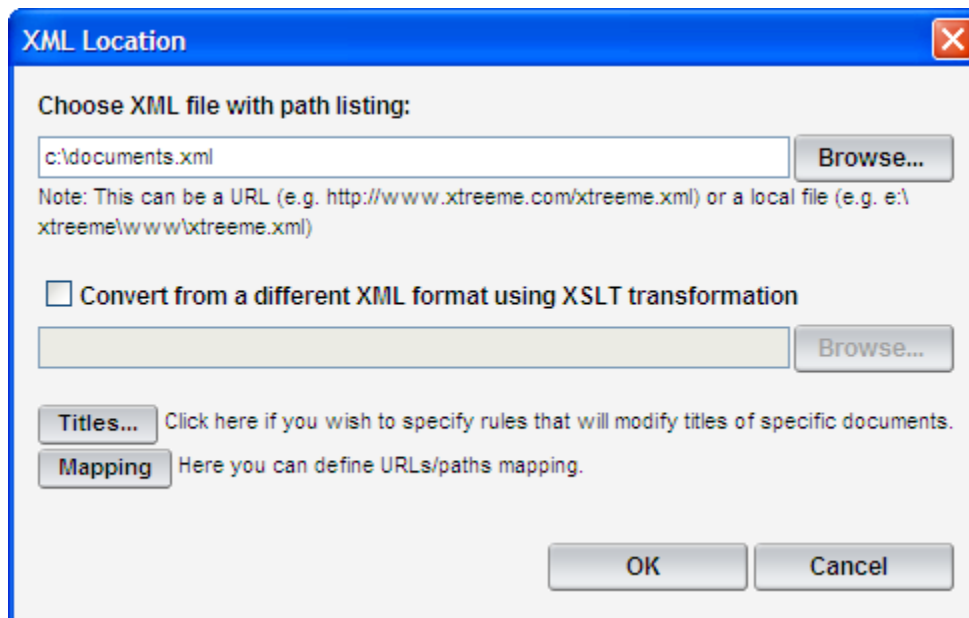 XML Location
Choose XML file with path listing:
c:\documents.xml
Browse...
Note: This can be a URL (e.g. http://www.xtreeme.com/xtreeme.xml) or a local file (e.g. e:\
xtreeme\www\xtreeme.xml)
Convert from a different XML format using XSLT transformation
Browse...
Titles... Click here if you wish to specify rules that will modify titles of specific documents.
Mapping Here you can define URLs/paths mapping.
OK Cancel